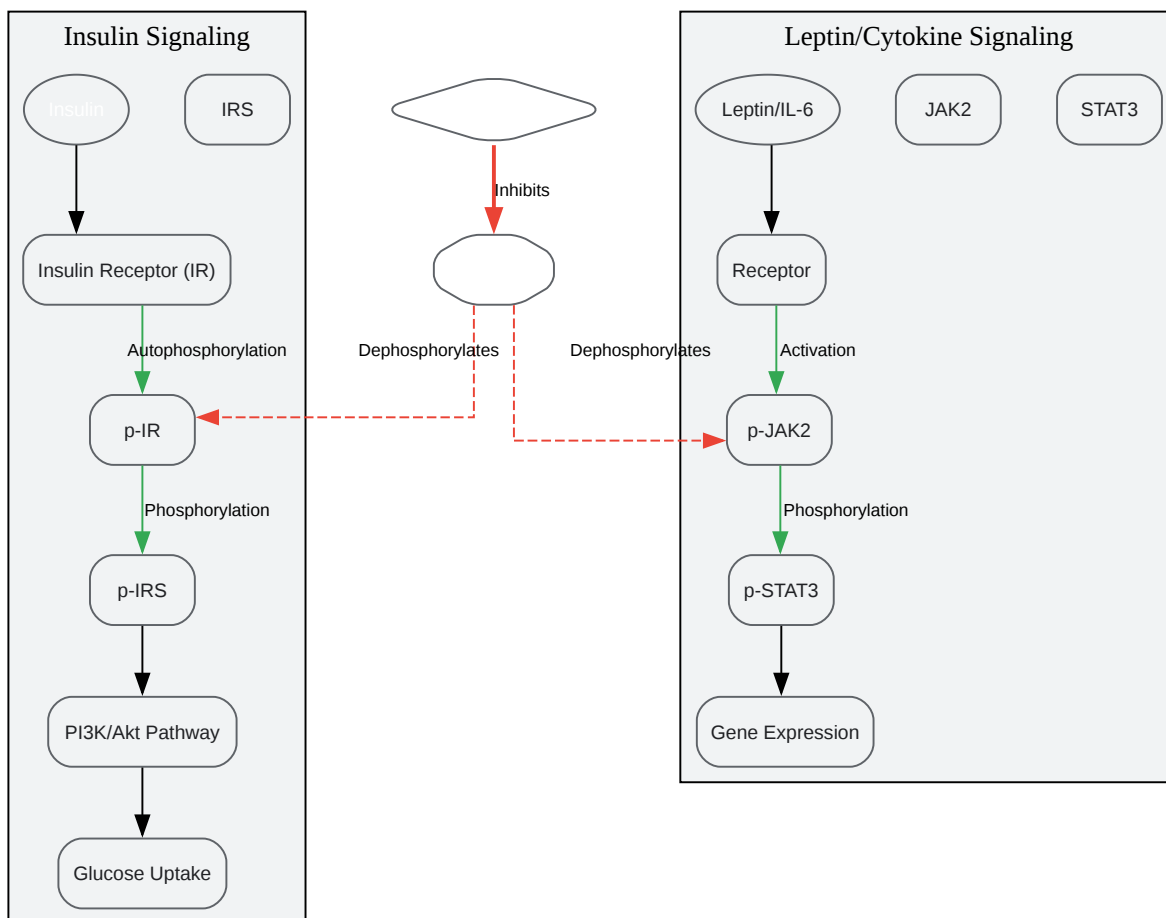 Insulin Signaling
Insulin
IRS
Insulin Receptor (IR)
Autophosphorylation
p-IR
Phosphorylation
p-IRS
PI3K/Akt Pathway
Glucose Uptake
Inhibits
Dephosphorylates
Dephosphorylates
Leptin/Cytokine Signaling
Leptin/IL-6
JAK2
STAT3
Receptor
Activation
p-JAK2
Phosphorylation
p-STAT3
Gene Expression